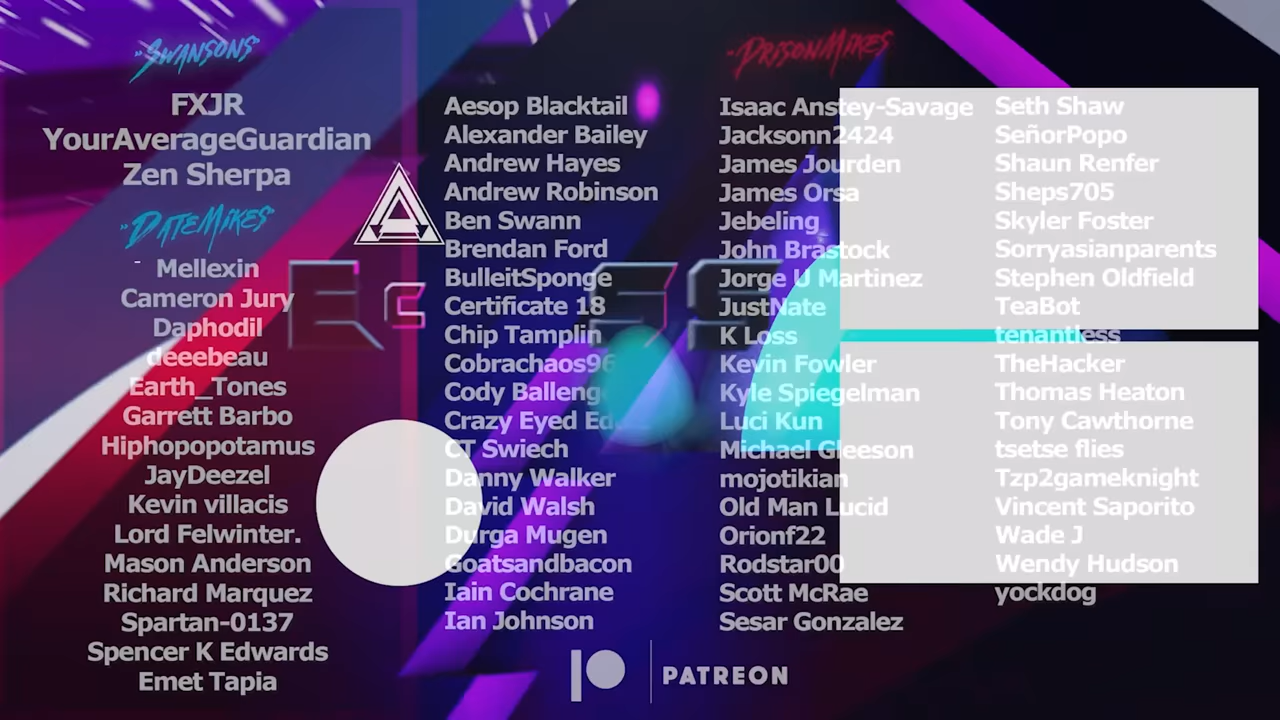 "Swansons"
FXJR
YourAverageGuardian
Zen Sherpa
"DateMikes"
Mellexin
Cameron Jury
Daphodil
deeebeau
Earth_Tones
Garrett Barbo
Hiphopopotamus
JayDeezel
Kevin villacis
Lord Felwinter.
Mason Anderson
Richard Marquez
Spartan-0137
Spencer K Edwards
Emet Tapia
Aesop Blacktail
Alexander Bailey
Andrew Hayes
Andrew Robinson
Ben Swann
Brendan Ford
BulleitSponge
Certificate 18
Chip Tamplin
Cobrachaos96
Cody Balleng
Crazy Eyed
CT Swiech
Danny Walker
David Walsh
Durga Mugen
Goatsandbacon
Iain Cochrane
Ian Johnson
"PrisonMikes
Isaac Anstey-Savage
Jacksonn2424
James Jourden
James Orsa
Jebeling
John Brastock
Jorge U Martinez
JustNate
K Loss
Kevin Fowler
Kyle Spiegelman
Luci Kun
Michael Gleeson
mojotikian
Old Man Lucid
Orionf22
Rodstar00
Scott McRae
Sesar Gonzalez
Seth Shaw
SeñorPopo
Shaun Renfer
Sheps705
Skyler Foster
Sorryasianparents
Stephen Oldfield
TeaBot
tenantless
TheHacker
Thomas Heaton
Tony Cawthorne
tsetse flies
Tzp2gameknight
Vincent Saporito
Wade J
Wendy Hudson
yockdog
PATREON